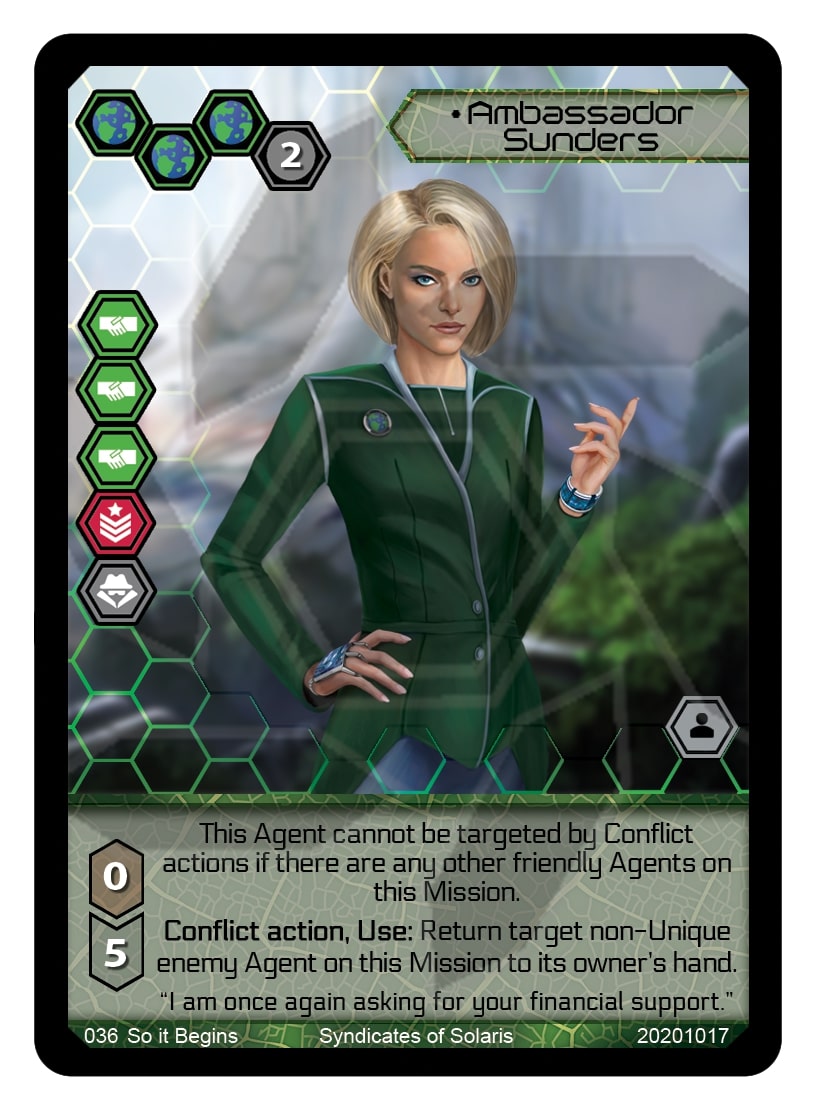 •Ambassador
Sunders
2
This Agent cannot be targeted by Conflict
actions if there are any other friendly Agents on
this Mission.
0
5
Conflict action, Use: Return target non-Unique
enemy Agent on this Mission to its owner's hand.
“I am once again asking for your financial support.”
036 So it Begins Syndicates of Solaris 20201017